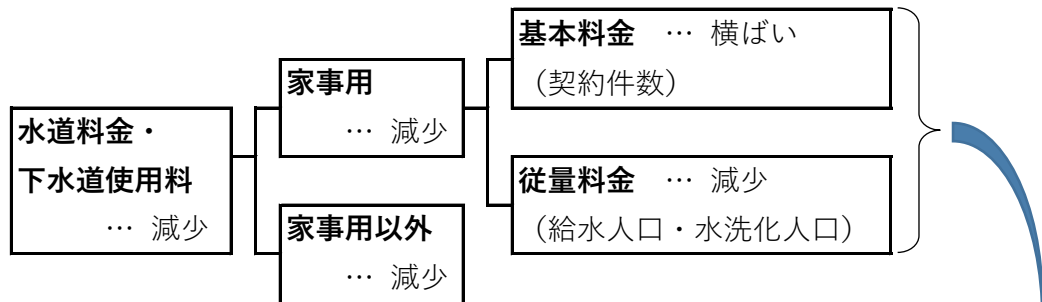 水道料金・
下水道使用料
… 減少
家事用
… 減少
家事用以外
… 減少
基本料金 … 横ばい
（契約件数）
従量料金 … 減少
（給水人口・水洗化人口）